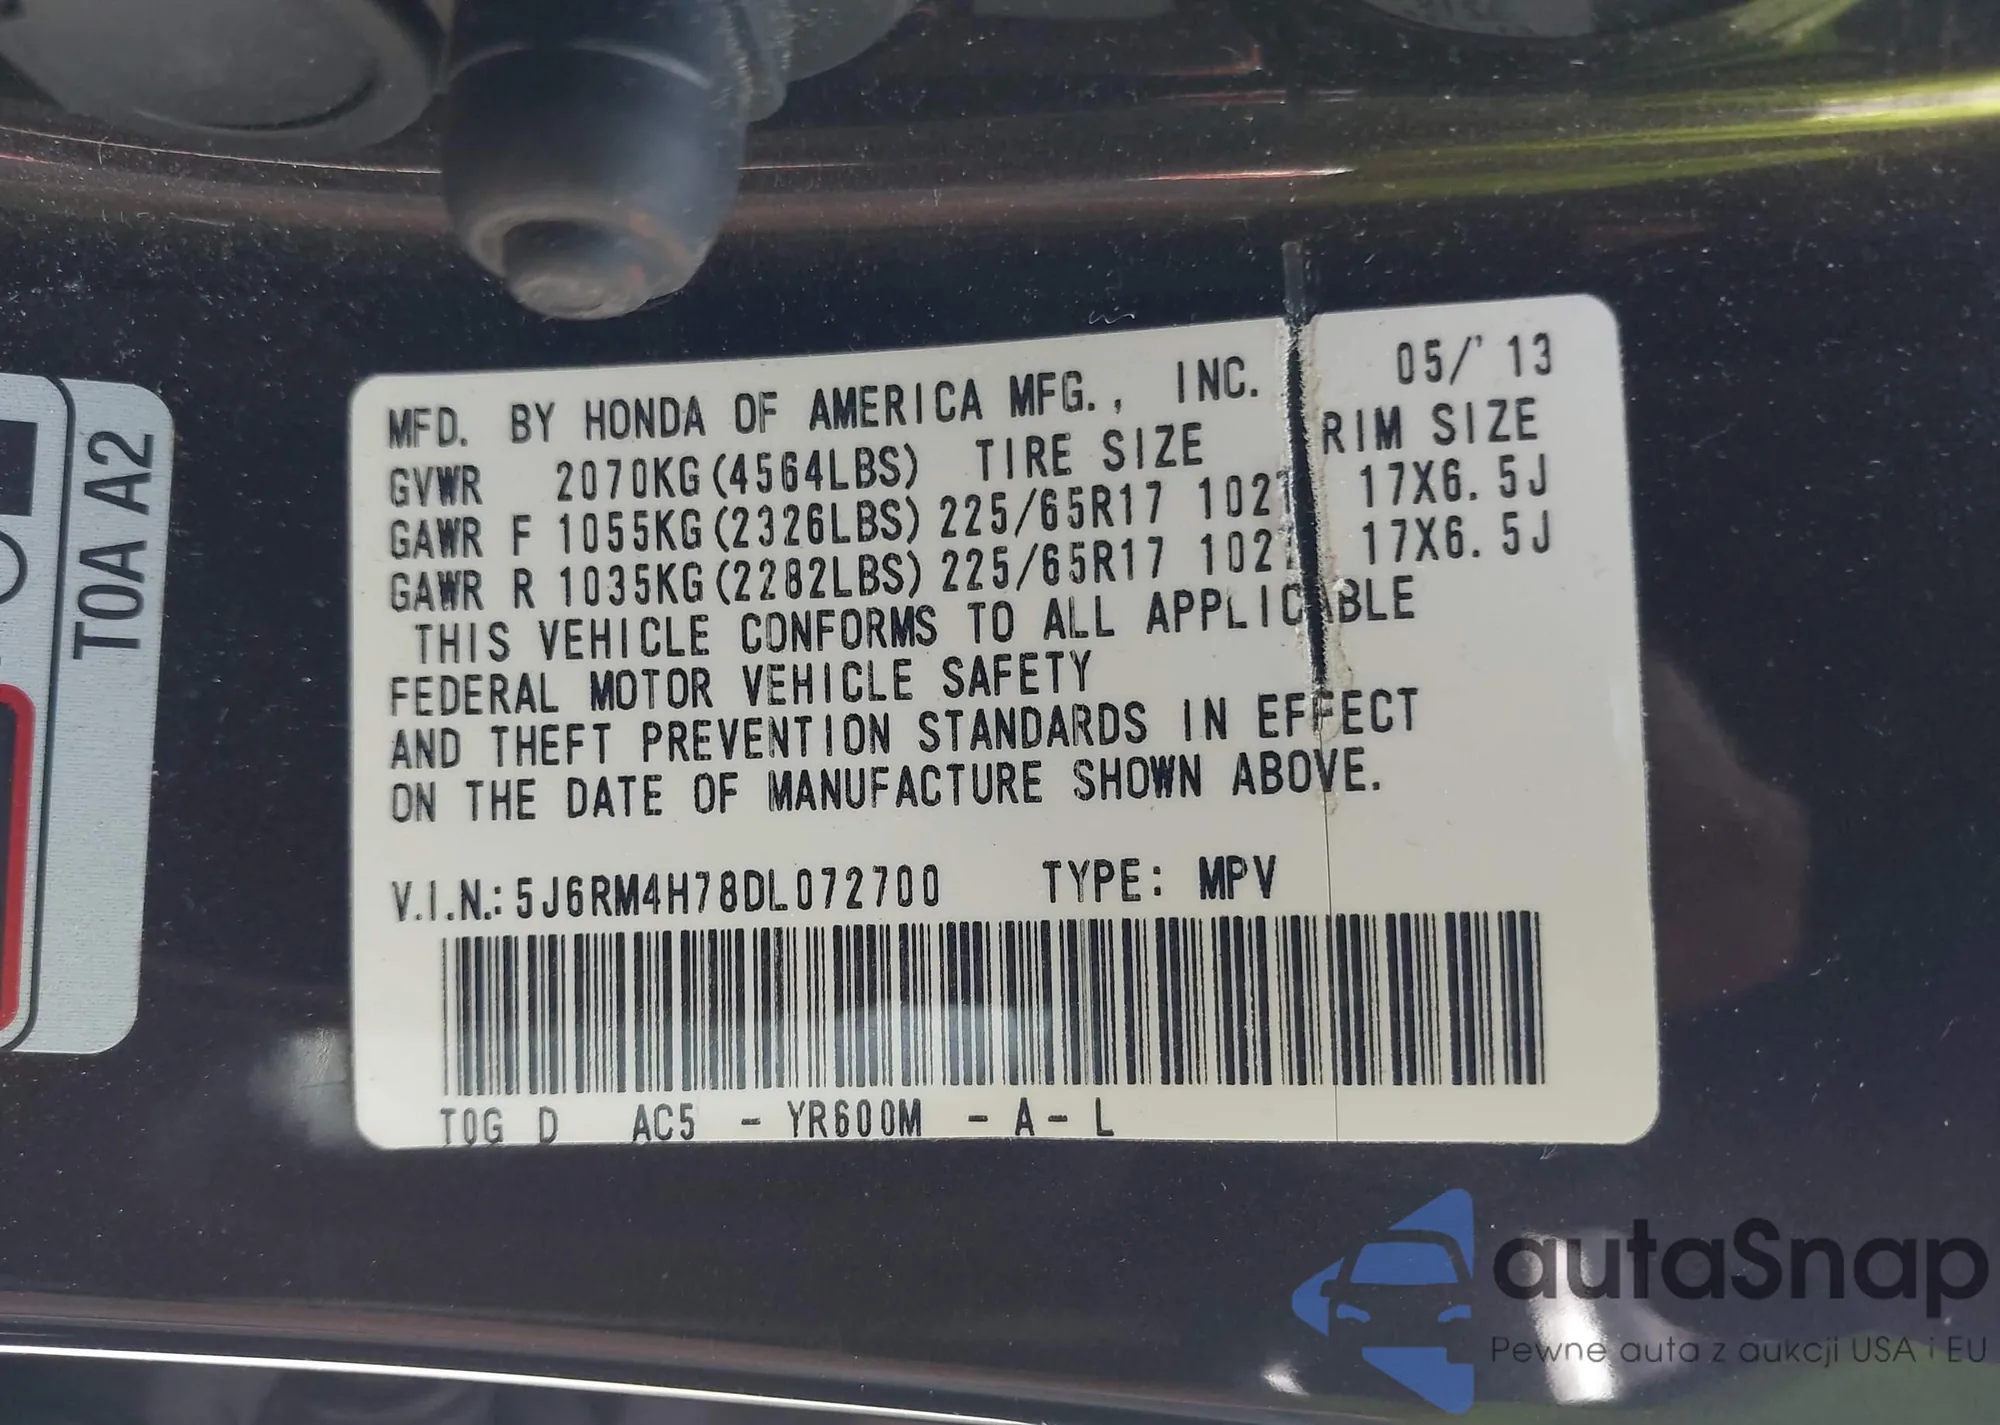 MFD. BY HONDA OF AMERICA MFG., INC. 05/'13
GVWR 2070KG(4564LBS) TIRE SIZE RIM SIZE
GAWR F 1055KG(2326LBS) 225/65R17 17X6.5J
GAWR R 1035KG(2282LBS) 225/65R17 17X6.5J
THIS VEHICLE CONFORMS TO ALL APPLICABLE
FEDERAL MOTOR VEHICLE SAFETY
AND THEFT PREVENTION STANDARDS IN EFFECT
ON THE DATE OF MANUFACTURE SHOWN ABOVE.
V.I.N.: 5J6RM4H78DL072700 TYPE: MPV
T0G D AC5 - YR600M - A - L
T0A A2
autaSnap
Pewne auta z aukcji USA i EU